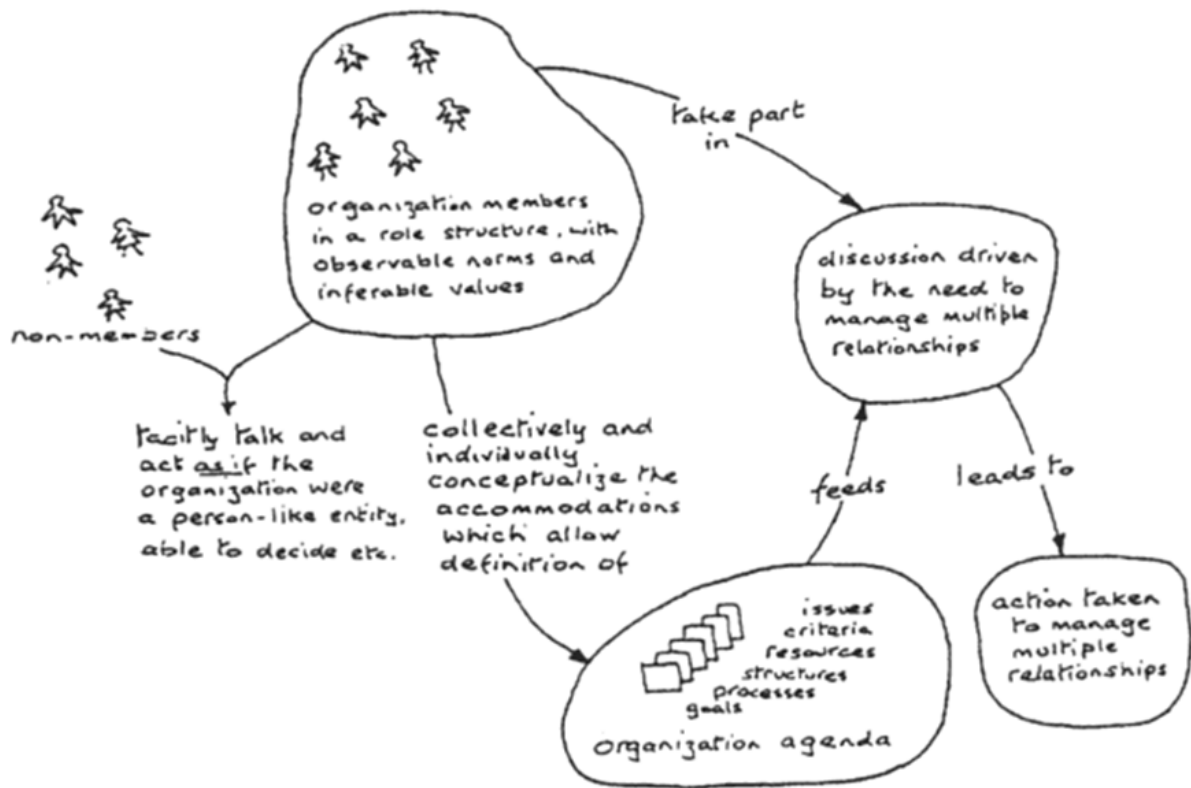 organization members
in a role structure, with
observable norms and
inferable values
non-members
take part
in
discussion driven
by the need to
manage multiple
relationships
tacitly talk and
act as if the
organization were
a person-like entity,
able to decide etc.
collectively and
individually
conceptualize the
accommodations
which allow
definition of
feeds
leads to
issues
criteria
resources
structures
processes
goals
organization agenda
action taken
to manage
multiple
relationships